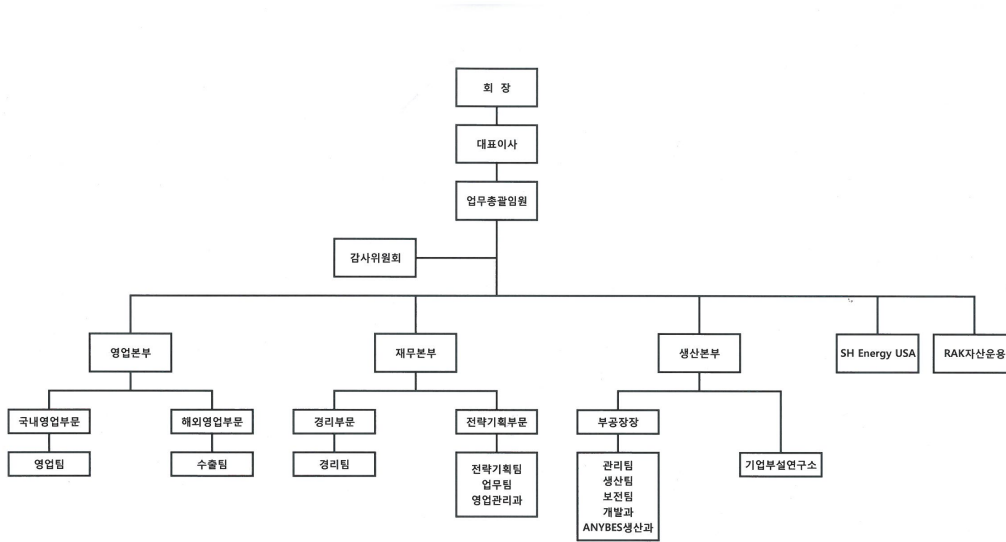 회 장
대표이사
업무총괄임원
감사위원회
영업본부
재무본부
생산본부
SH Energy USA
RAK자산운용
국내영업부문
해외영업부문
경리부문
전략기획부문
부공장장
영업팀
수출팀
경리팀
전략기획팀
업무팀
영업관리과
관리팀
생산팀
보전팀
개발과
ANYBES생산과
기업부설연구소